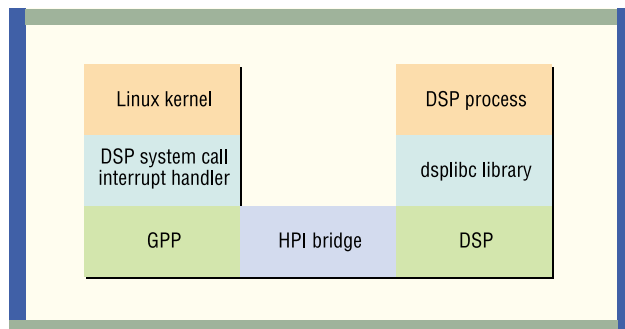 Linux kernel
DSP process
DSP system call
interrupt handler
dsplibc library
GPP
HPI bridge
DSP